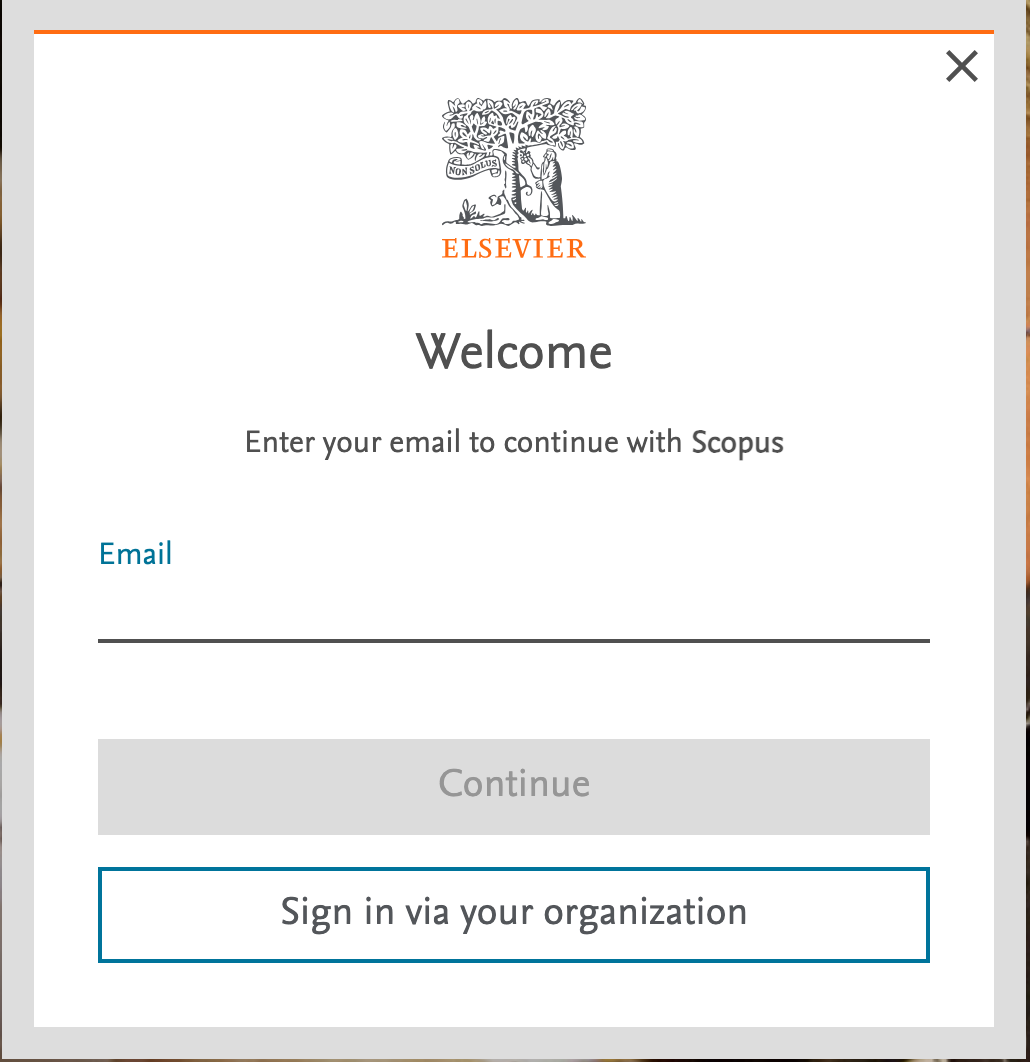 NON SOLUS
ELSEVIER
Welcome
Enter your email to continue with Scopus
Email
Continue
Sign in via your organization